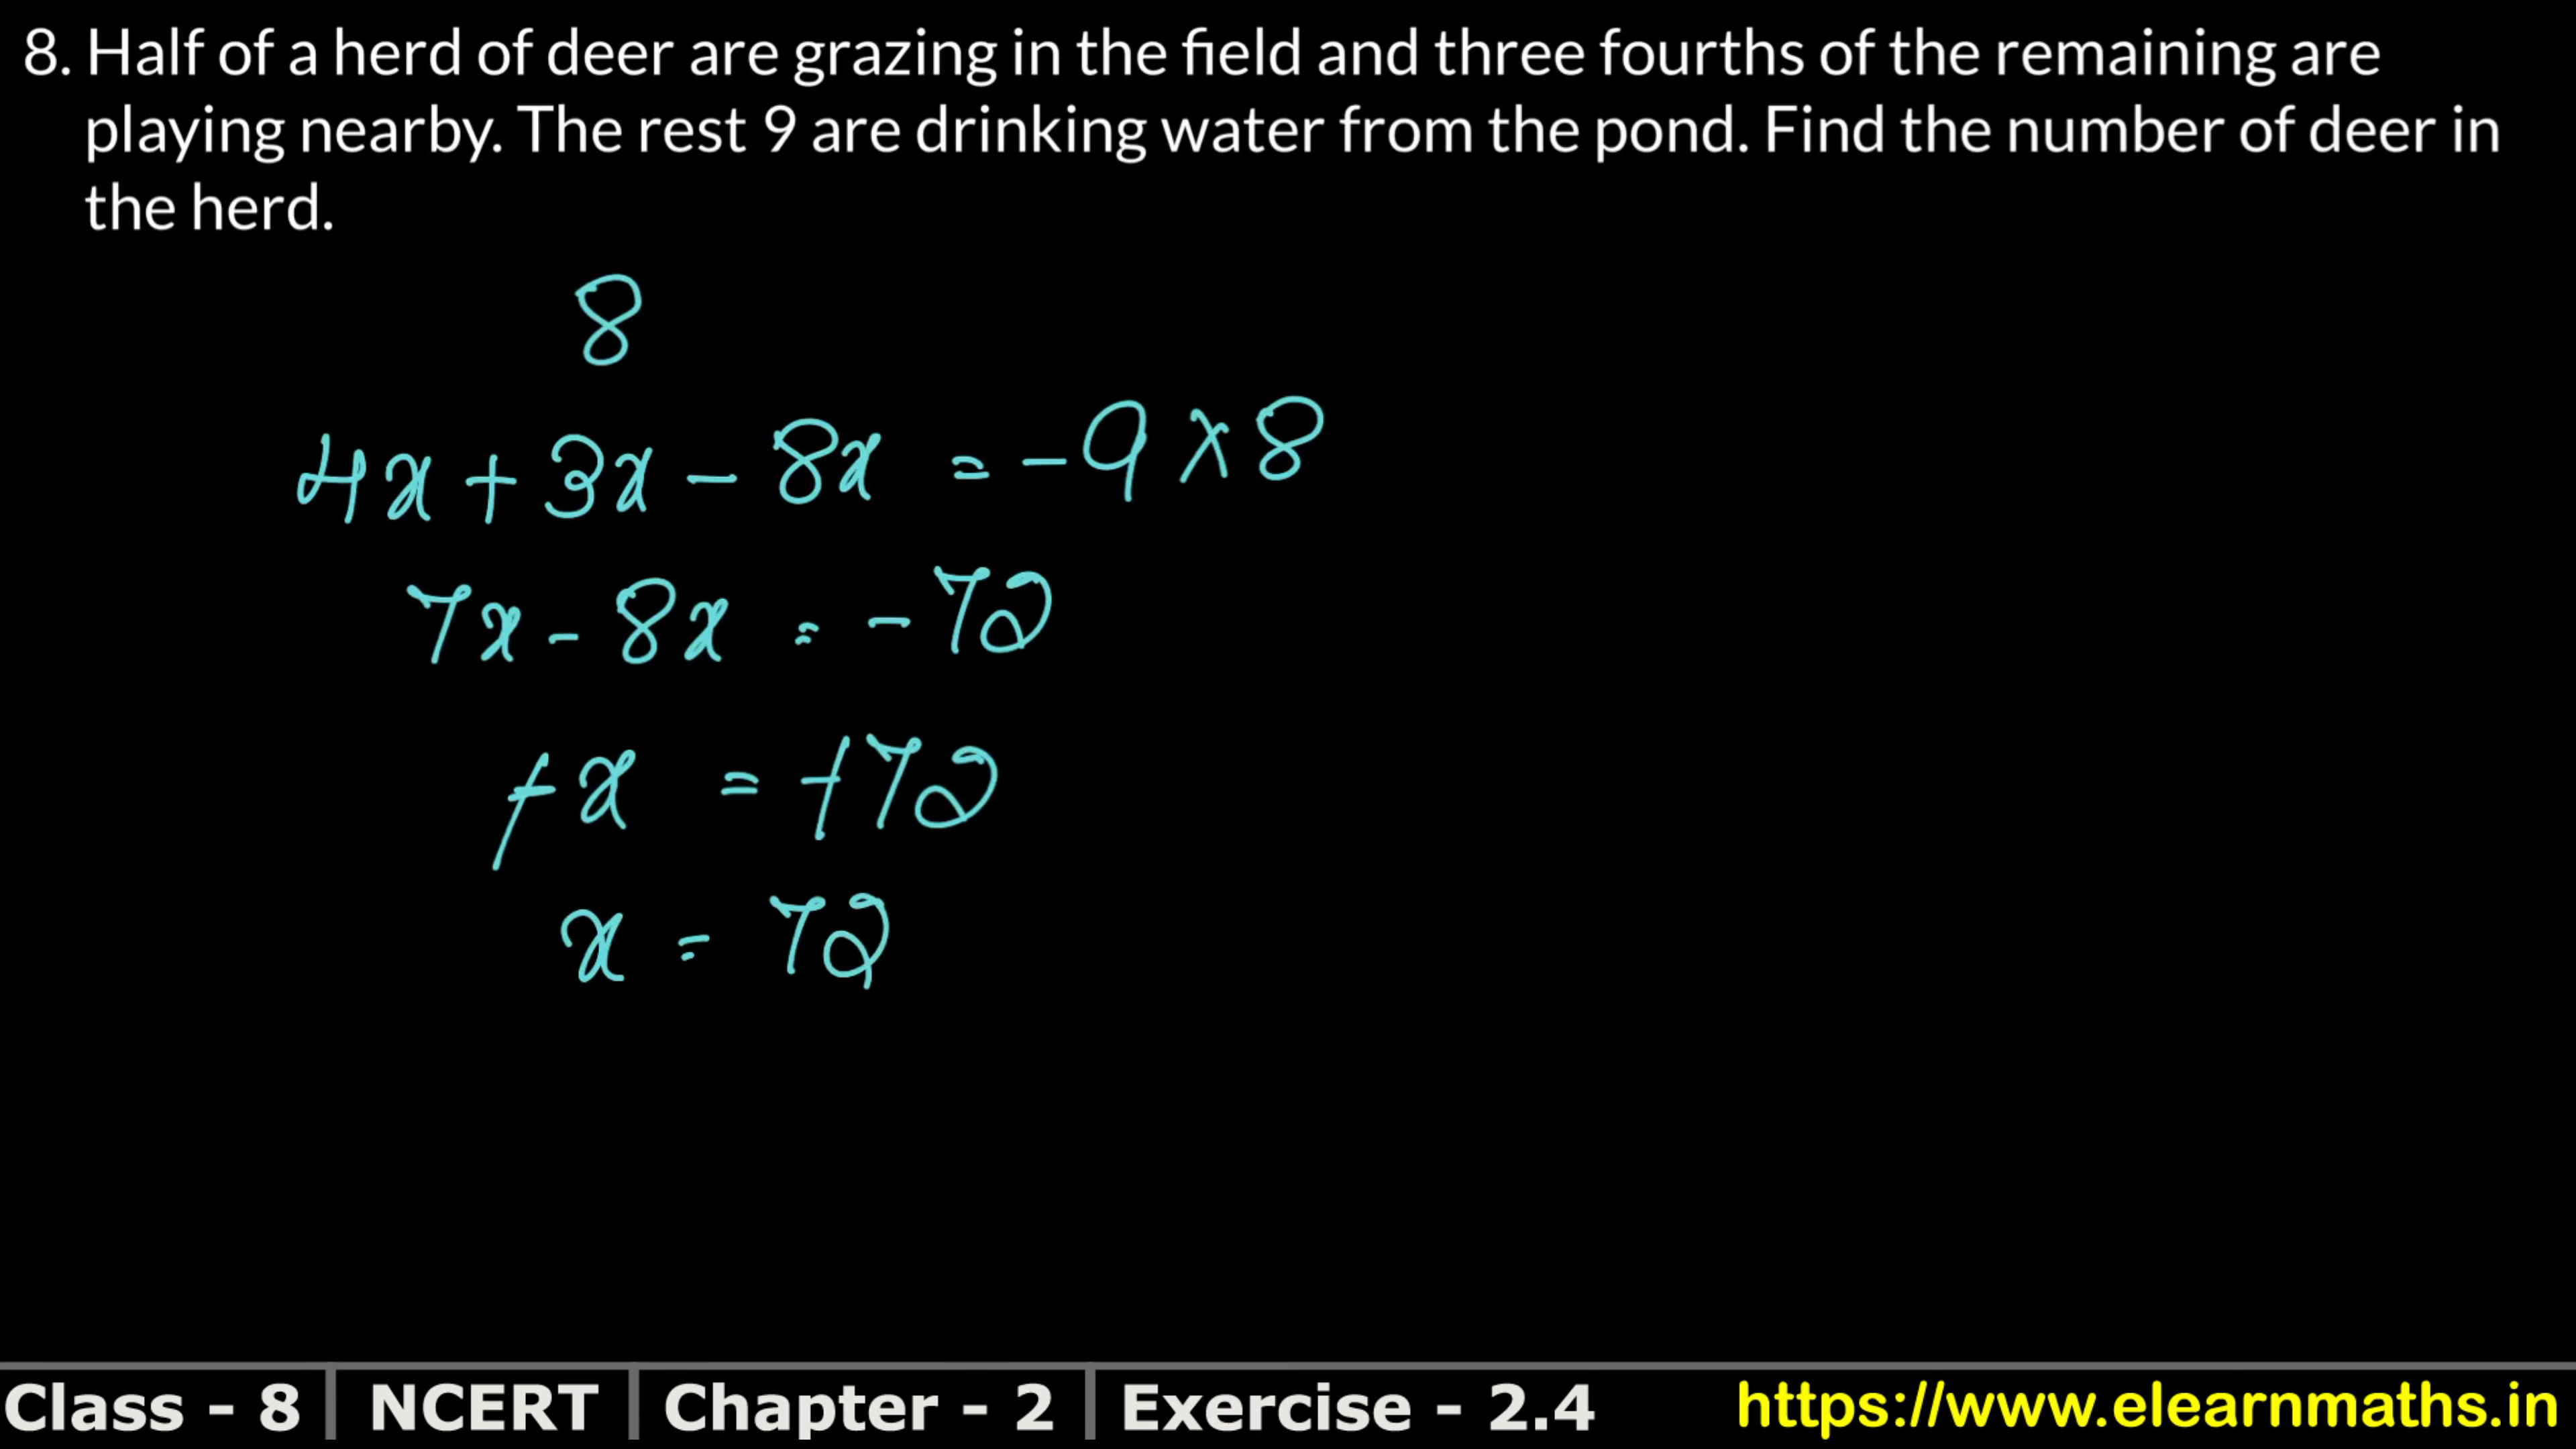 8. Half of a herd of deer are grazing in the field and three fourths of the remaining are
playing nearby. The rest 9 are drinking water from the pond. Find the number of deer in
the herd.
8
4x + 3x - 8x = -9 × 8
7x - 8x = -72
-x = -72
x = 72
Class - 8 | NCERT | Chapter - 2 | Exercise - 2.4 https://www.elearnmaths.in